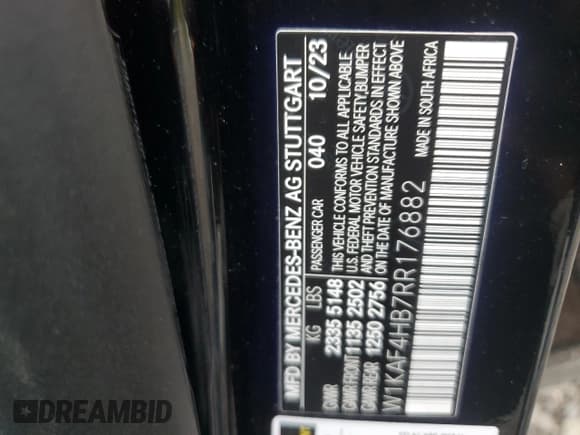 MFD BY MERCEDES-BENZ AG STUTTGART
KG LBS PASSENGER CAR 040 10/23
GVWR 2335 5148 THIS VEHICLE CONFORMS TO ALL APPLICABLE
GAWR FRONT 1135 2502 U.S. FEDERAL MOTOR VEHICLE SAFETY, BUMPER
GAWR REAR 1250 2756 AND THEFT PREVENTION STANDARDS IN EFFECT
ON THE DATE OF MANUFACTURE SHOWN ABOVE
W1KAF4HB7RR176882 MADE IN SOUTH AFRICA
DREAMBID